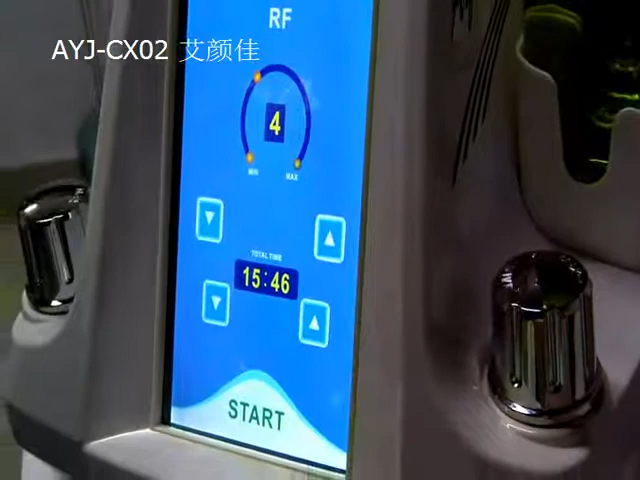 RF
AYJ-CX02 艾颜佳
4
MIN MAX
TOTAL TIME
15:46
START